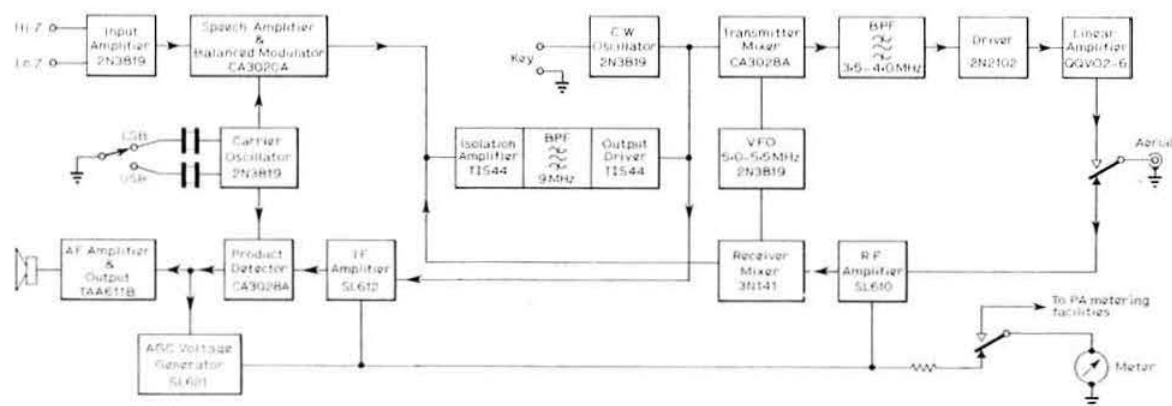 Hi-Z
Lo-Z
Input
Amplifier
2N3819
Speech Amplifier
&
Balanced Modulator
CA3020A
Key
C.W
Oscillator
2N3819
Transmitter
Mixer
CA3028A
BPF
3·5-4·0MHz
Driver
2N2102
Linear
Amplifier
QQVO2-6
LSB
USB
Carrier
Oscillator
2N3819
Isolation
Amplifier
TIS44
BPF
9MHz
Output
Driver
TIS44
VFO
5·0-5·5MHz
2N3819
Aerial
AF Amplifier
&
Output
TAA611B
Product
Detector
CA3028A
I F
Amplifier
SL612
Receiver
Mixer
3N141
R F
Amplifier
SL610
To PA metering
facilities
AGC Voltage
Generator
SL621
Meter